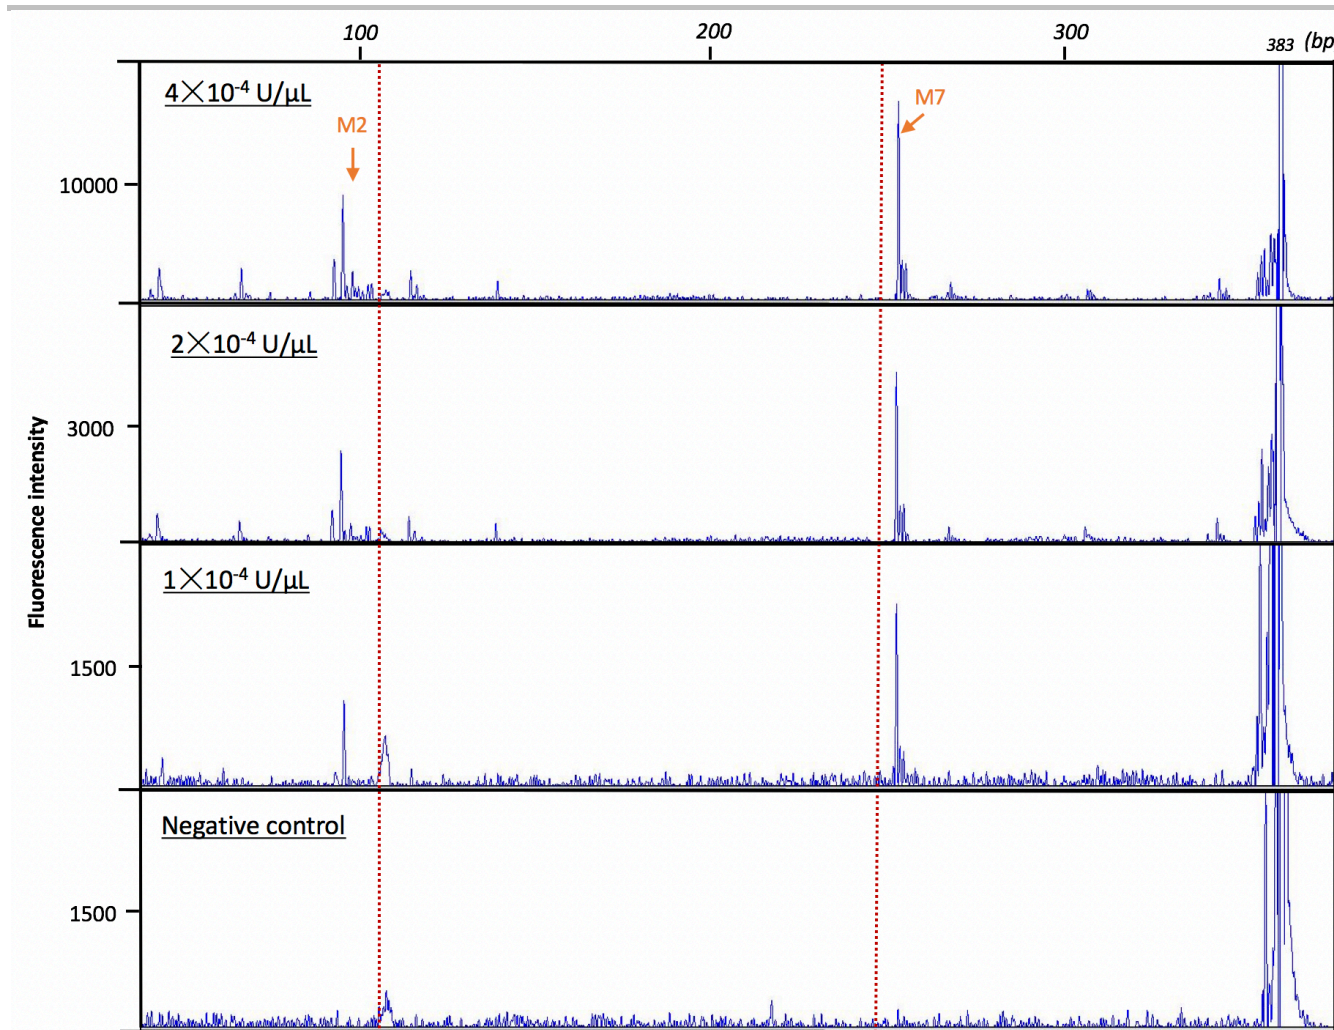 100 200 300 383 (bp
4×10⁻⁴ U/μL
M2
M7
10000
2×10⁻⁴ U/μL
3000
Fluorescence intensity
1×10⁻⁴ U/μL
1500
Negative control
1500